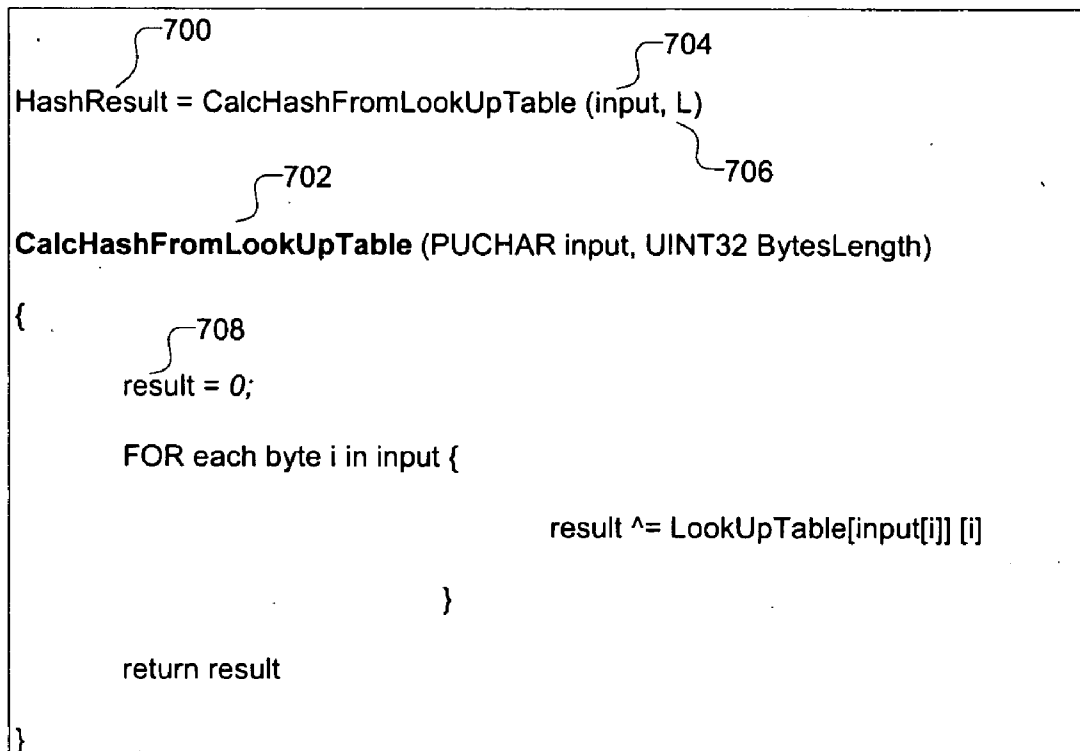 700
704
HashResult = CalcHashFromLookUpTable (input, L)
706
702
CalcHashFromLookUpTable (PUCHAR input, UINT32 BytesLength)
{
708
result = 0;
FOR each byte i in input {
result ^= LookUpTable[input[i]] [i]
}
return result
}